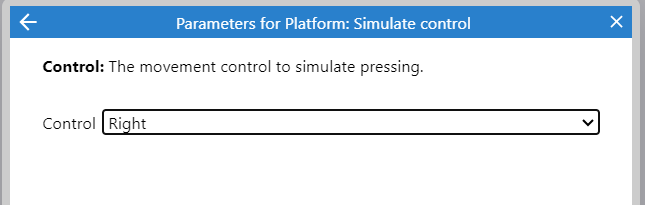 Parameters for Platform: Simulate control
Control: The movement control to simulate pressing.
Control Right